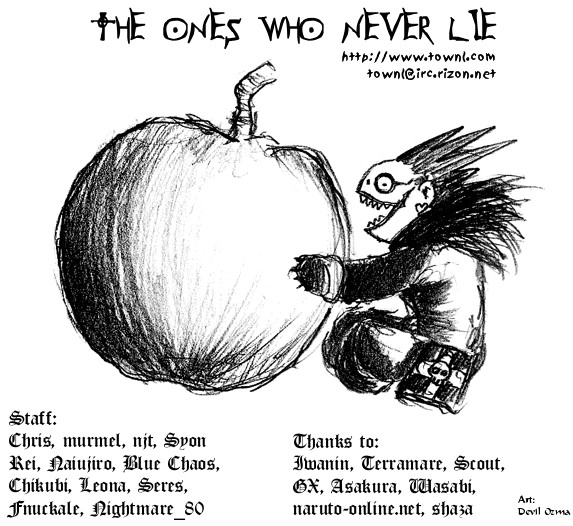 THE ONES WHO NEVER LIE
http://www.townl.com
townl@irc.rizon.net
Staff:
Chris, murmel, njt, Syon
Rei, Naiujiro, Blue Chaos,
Chikubi, Leona, Seres,
Fnuckale, Nightmare_80
Thanks to:
Iwanin, Terramare, Scout,
GX, Asakura, Wasabi,
naruto-online.net, shaza
Art:
Devil Ozma